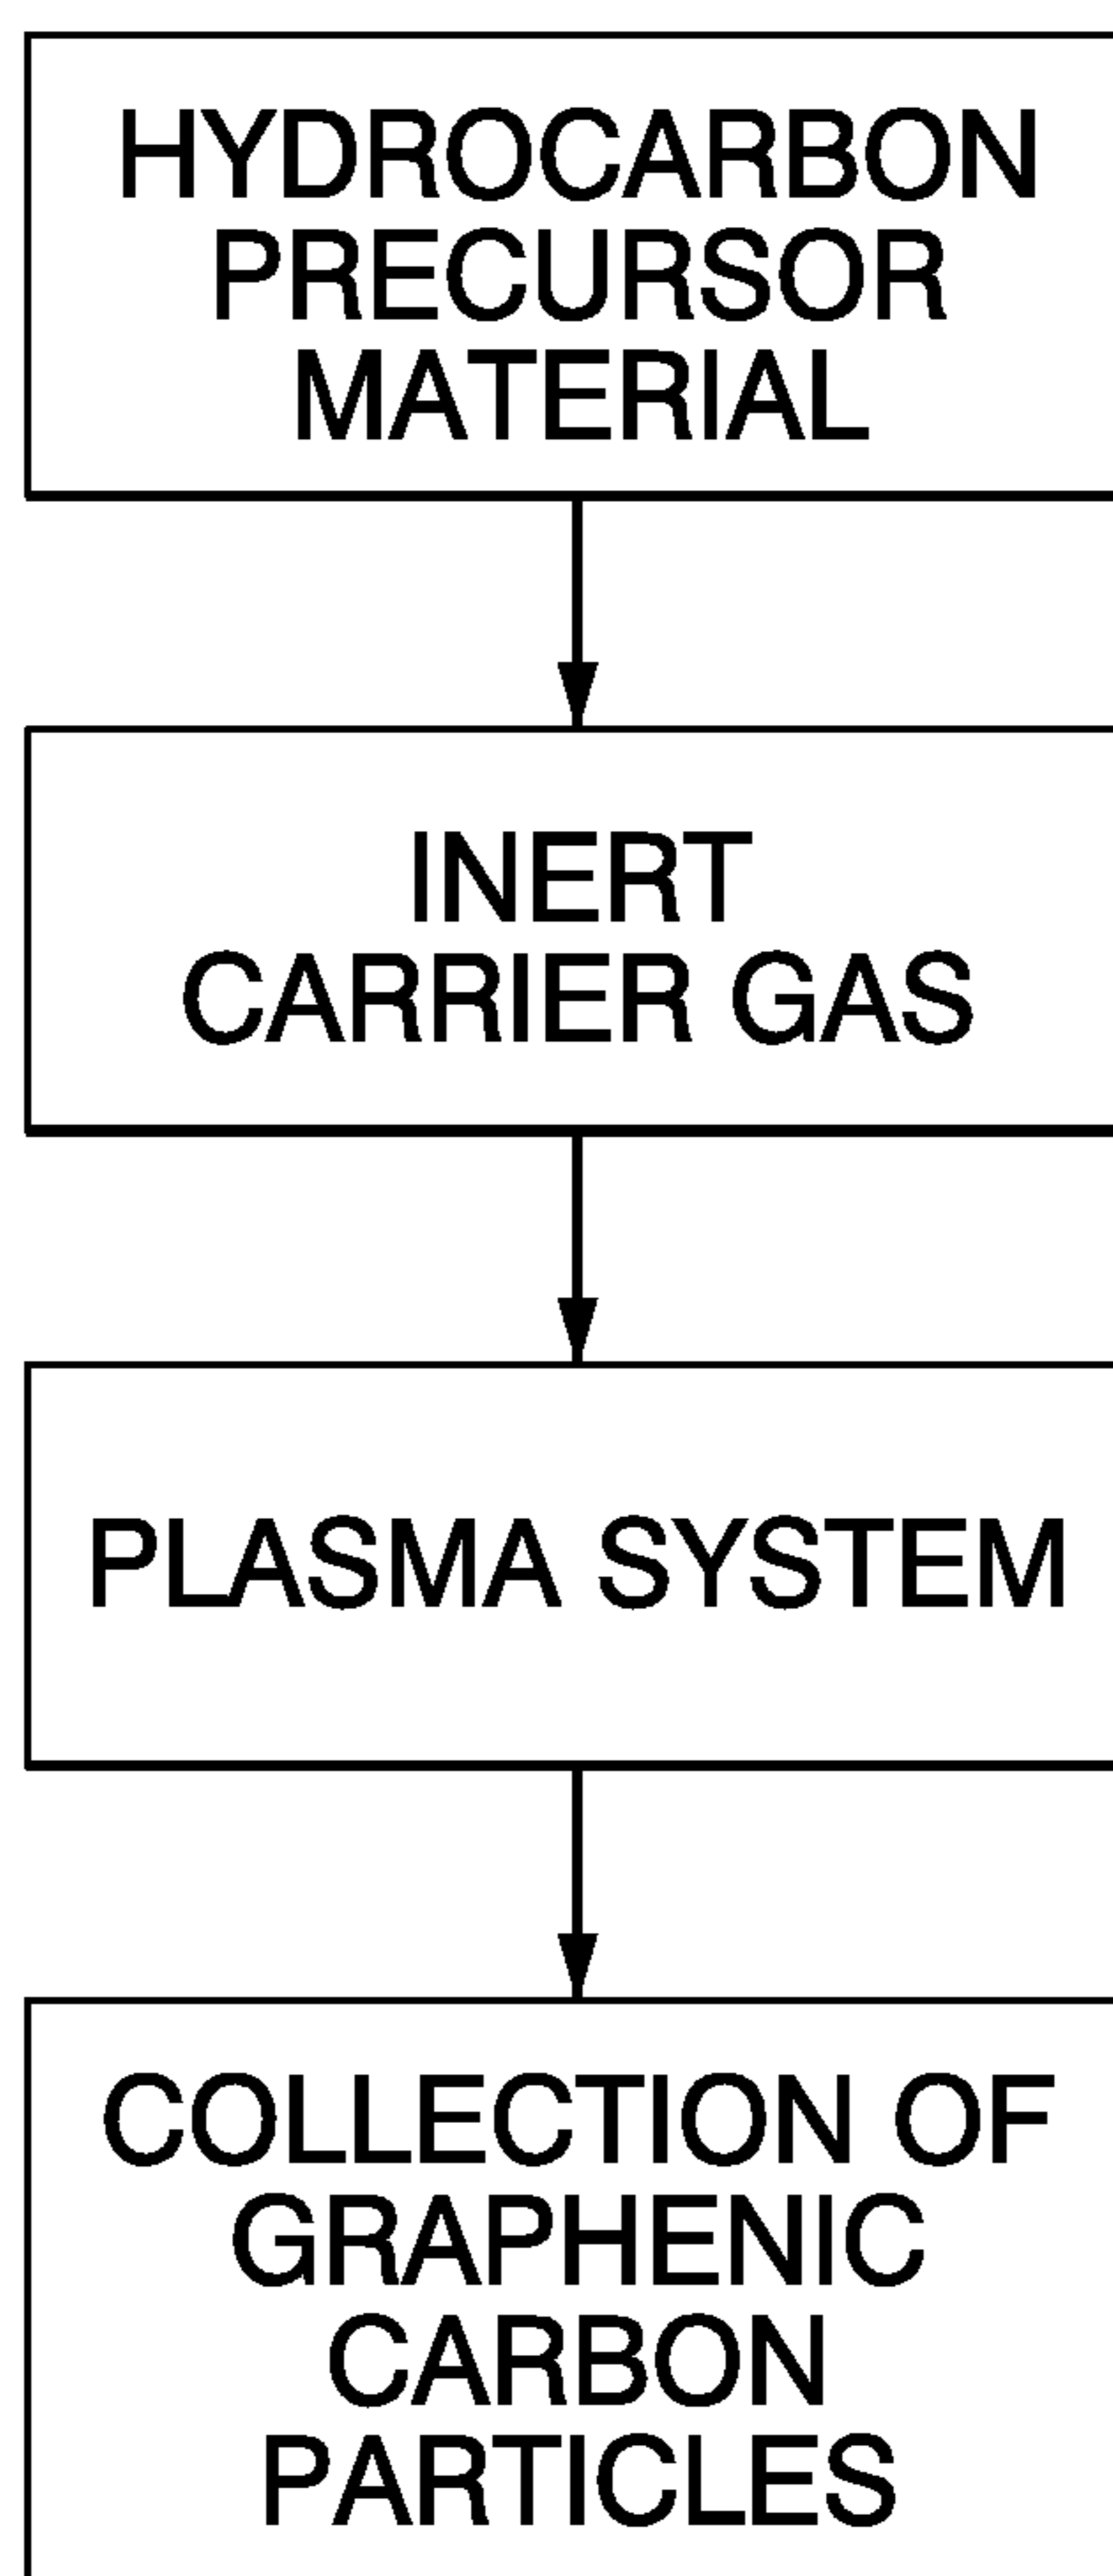 HYDROCARBON
PRECURSOR
MATERIAL
INERT
CARRIER GAS
PLASMA SYSTEM
COLLECTION OF
GRAPHENIC
CARBON
PARTICLES